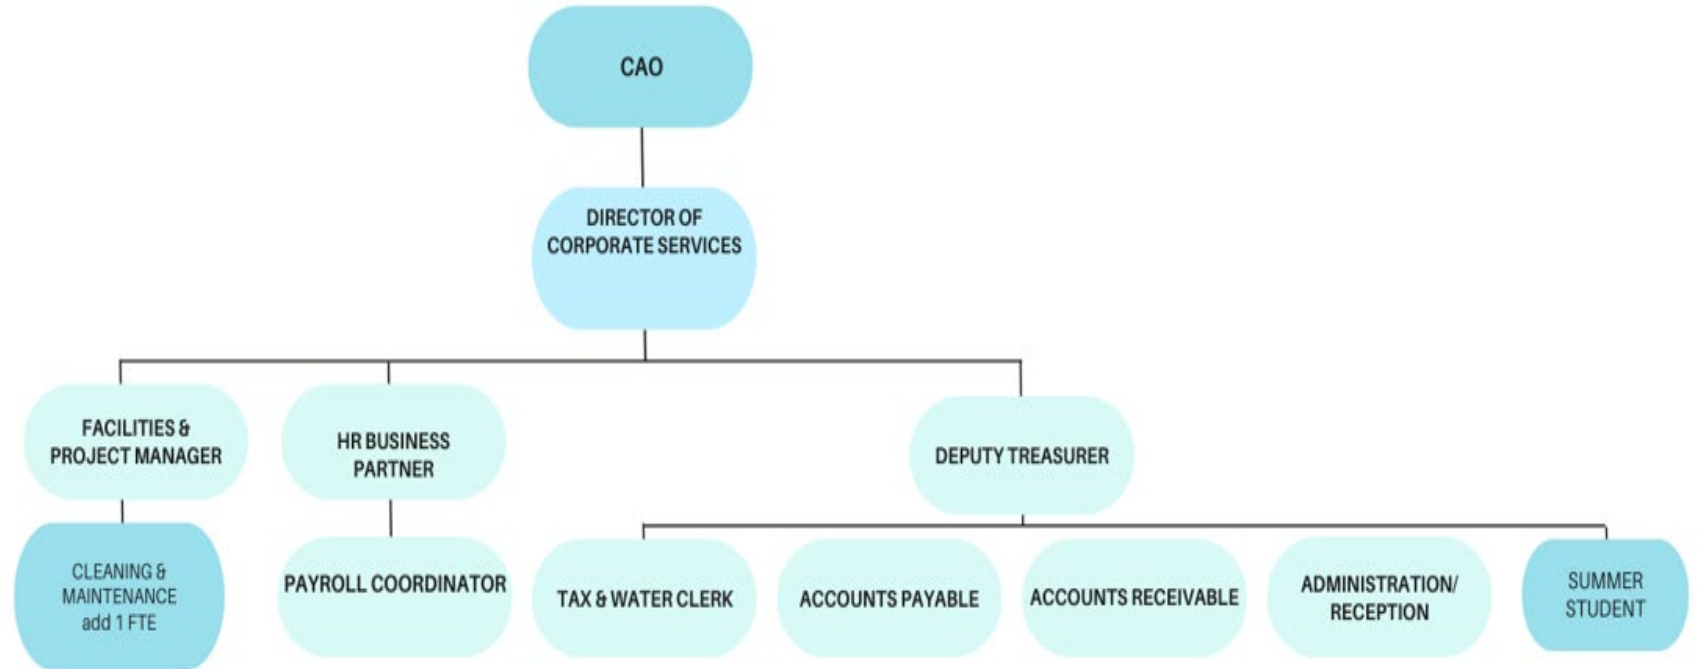 CAO
DIRECTOR OF
CORPORATE SERVICES
FACILITIES &
PROJECT MANAGER
HR BUSINESS
PARTNER
DEPUTY TREASURER
CLEANING &
MAINTENANCE
add 1 FTE
PAYROLL COORDINATOR
TAX & WATER CLERK
ACCOUNTS PAYABLE
ACCOUNTS RECEIVABLE
ADMINISTRATION/
RECEPTION
SUMMER
STUDENT